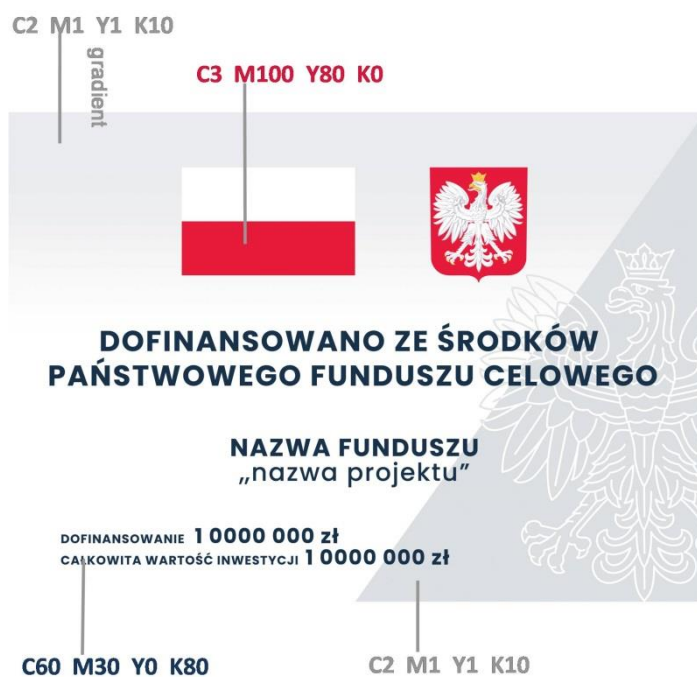 C2 M1 Y1 K10
gradient
C3 M100 Y80 K0
DOFINANSOWANO ZE ŚRODKÓW
PAŃSTWOWEGO FUNDUSZU CELOWEGO
NAZWA FUNDUSZU
„nazwa projektu”
DOFINANSOWANIE 1 0000 000 zł
CAŁKOWITA WARTOŚĆ INWESTYCJI 1 0000 000 zł
C60 M30 Y0 K80
C2 M1 Y1 K10